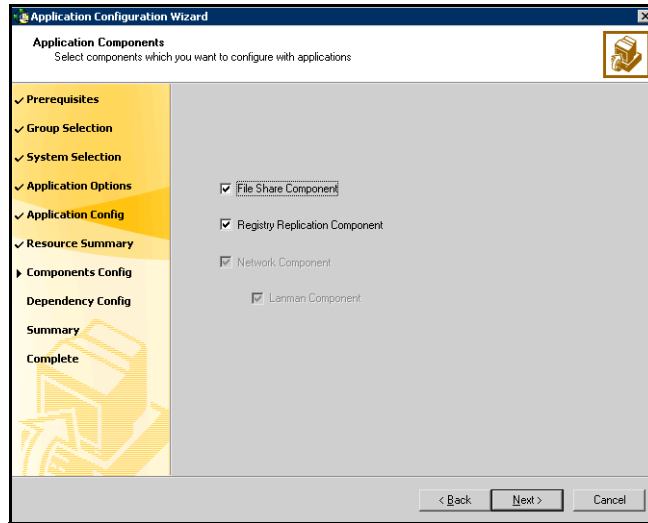 Application Configuration Wizard
Application Components
Select components which you want to configure with applications
Prerequisites
Group Selection
System Selection
Application Options
Application Config
Resource Summary
Components Config
Dependency Config
Summary
Complete
File Share Component
Registry Replication Component
Network Component
Lanman Component
< Back
Next >
Cancel